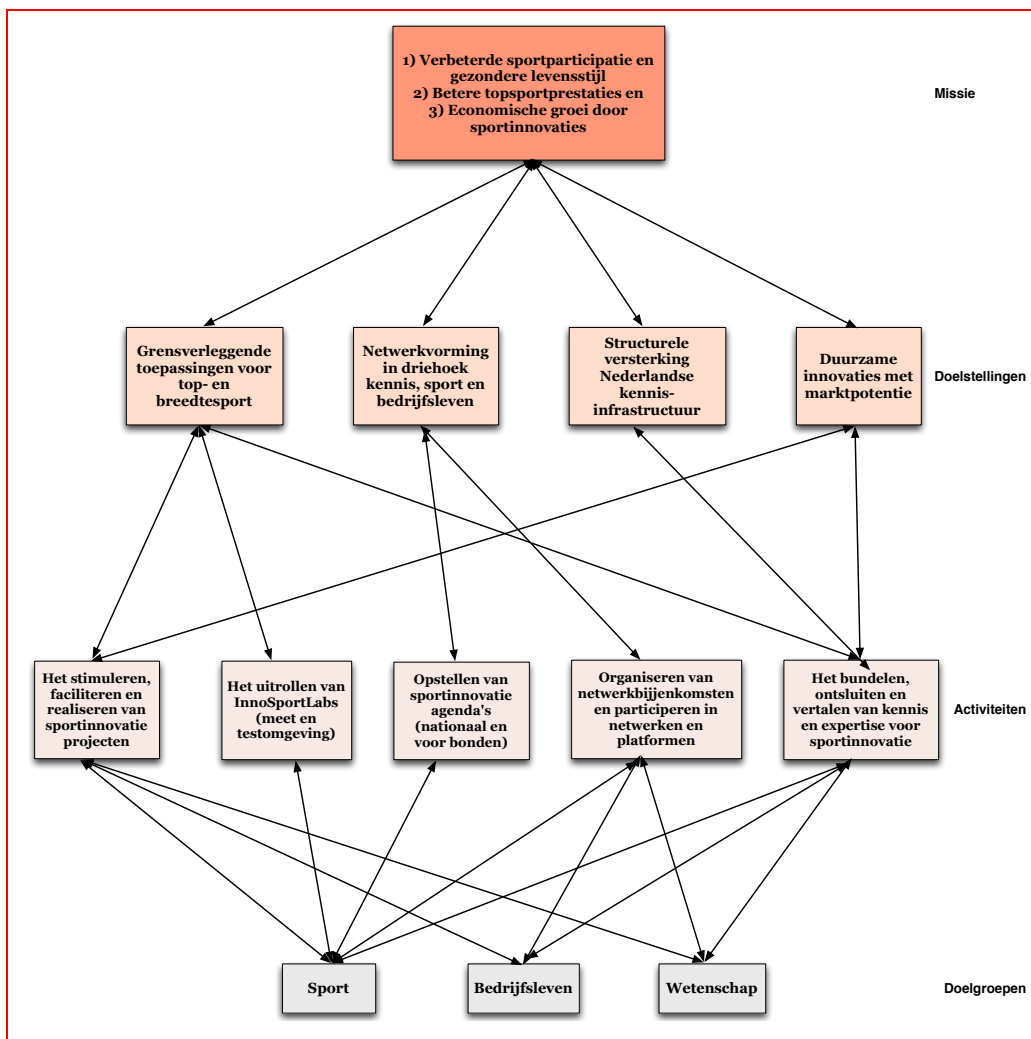 1) Verbeterde sportparticipatie en
gezondere levensstijl
2) Betere topsportprestaties en
3) Economische groei door
sportinnovaties
Missie
Grensverleggende
toepassingen voor
top- en
breedtesport
Netwerkvorming
in driehoek
kennis, sport en
bedrijfsleven
Structurele
versterking
Nederlandse
kennis-
infrastructuur
Duurzame
innovaties met
marktpotentie
Doelstellingen
Het stimuleren,
faciliteren en
realiseren van
sportinnovatie
projecten
Het uitrollen van
InnoSportLabs
(meet en
testomgeving)
Opstellen van
sportinnovatie
agenda's
(nationaal en
voor bonden)
Organiseren van
netwerkbijjenkomsten
en participeren in
netwerken en
platformen
Het bundelen,
ontsluiten en
vertalen van kennis
en expertise voor
sportinnovatie
Activiteiten
Sport
Bedrijfsleven
Wetenschap
Doelgroepen